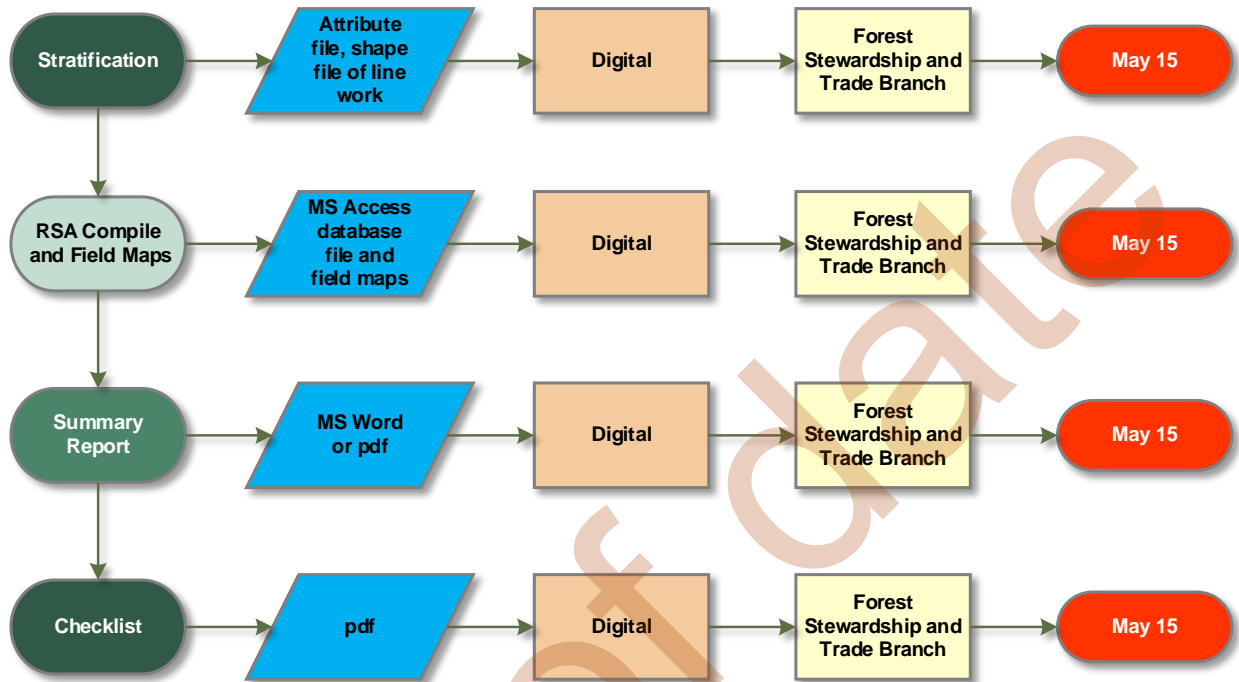 Stratification
Attribute
file, shape
file of line
work
Digital
Forest
Stewardship and
Trade Branch
May 15
RSA Compile
and Field Maps
MS Access
database
file and
field maps
Digital
Forest
Stewardship and
Trade Branch
May 15
Summary
Report
MS Word
or pdf
Digital
Forest
Stewardship and
Trade Branch
May 15
Checklist
pdf
Digital
Forest
Stewardship and
Trade Branch
May 15
of date